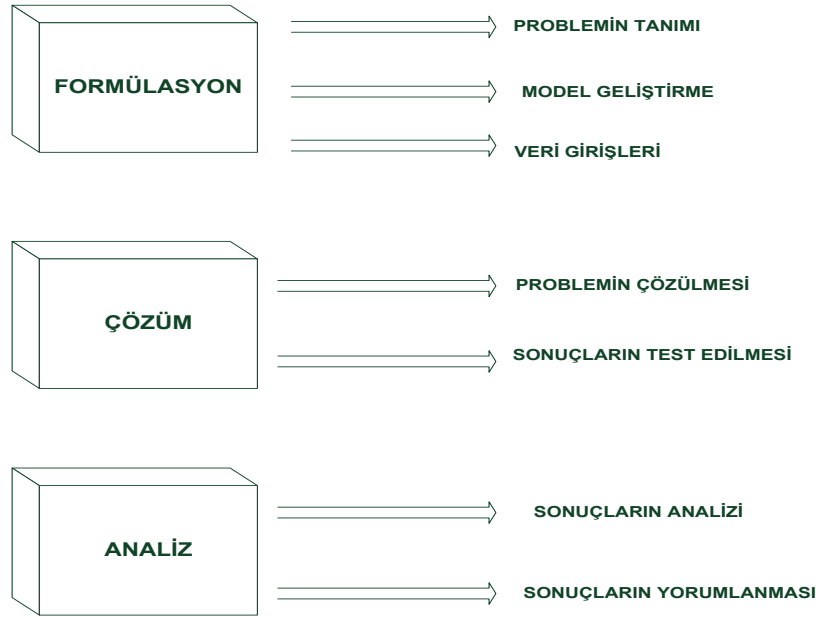 FORMÜLASYON
PROBLEMİN TANIMI
MODEL GELİŞTİRME
VERİ GİRİŞLERİ
ÇÖZÜM
PROBLEMİN ÇÖZÜLMESİ
SONUÇLARIN TEST EDİLMESİ
ANALİZ
SONUÇLARIN ANALİZİ
SONUÇLARIN YORUMLANMASI